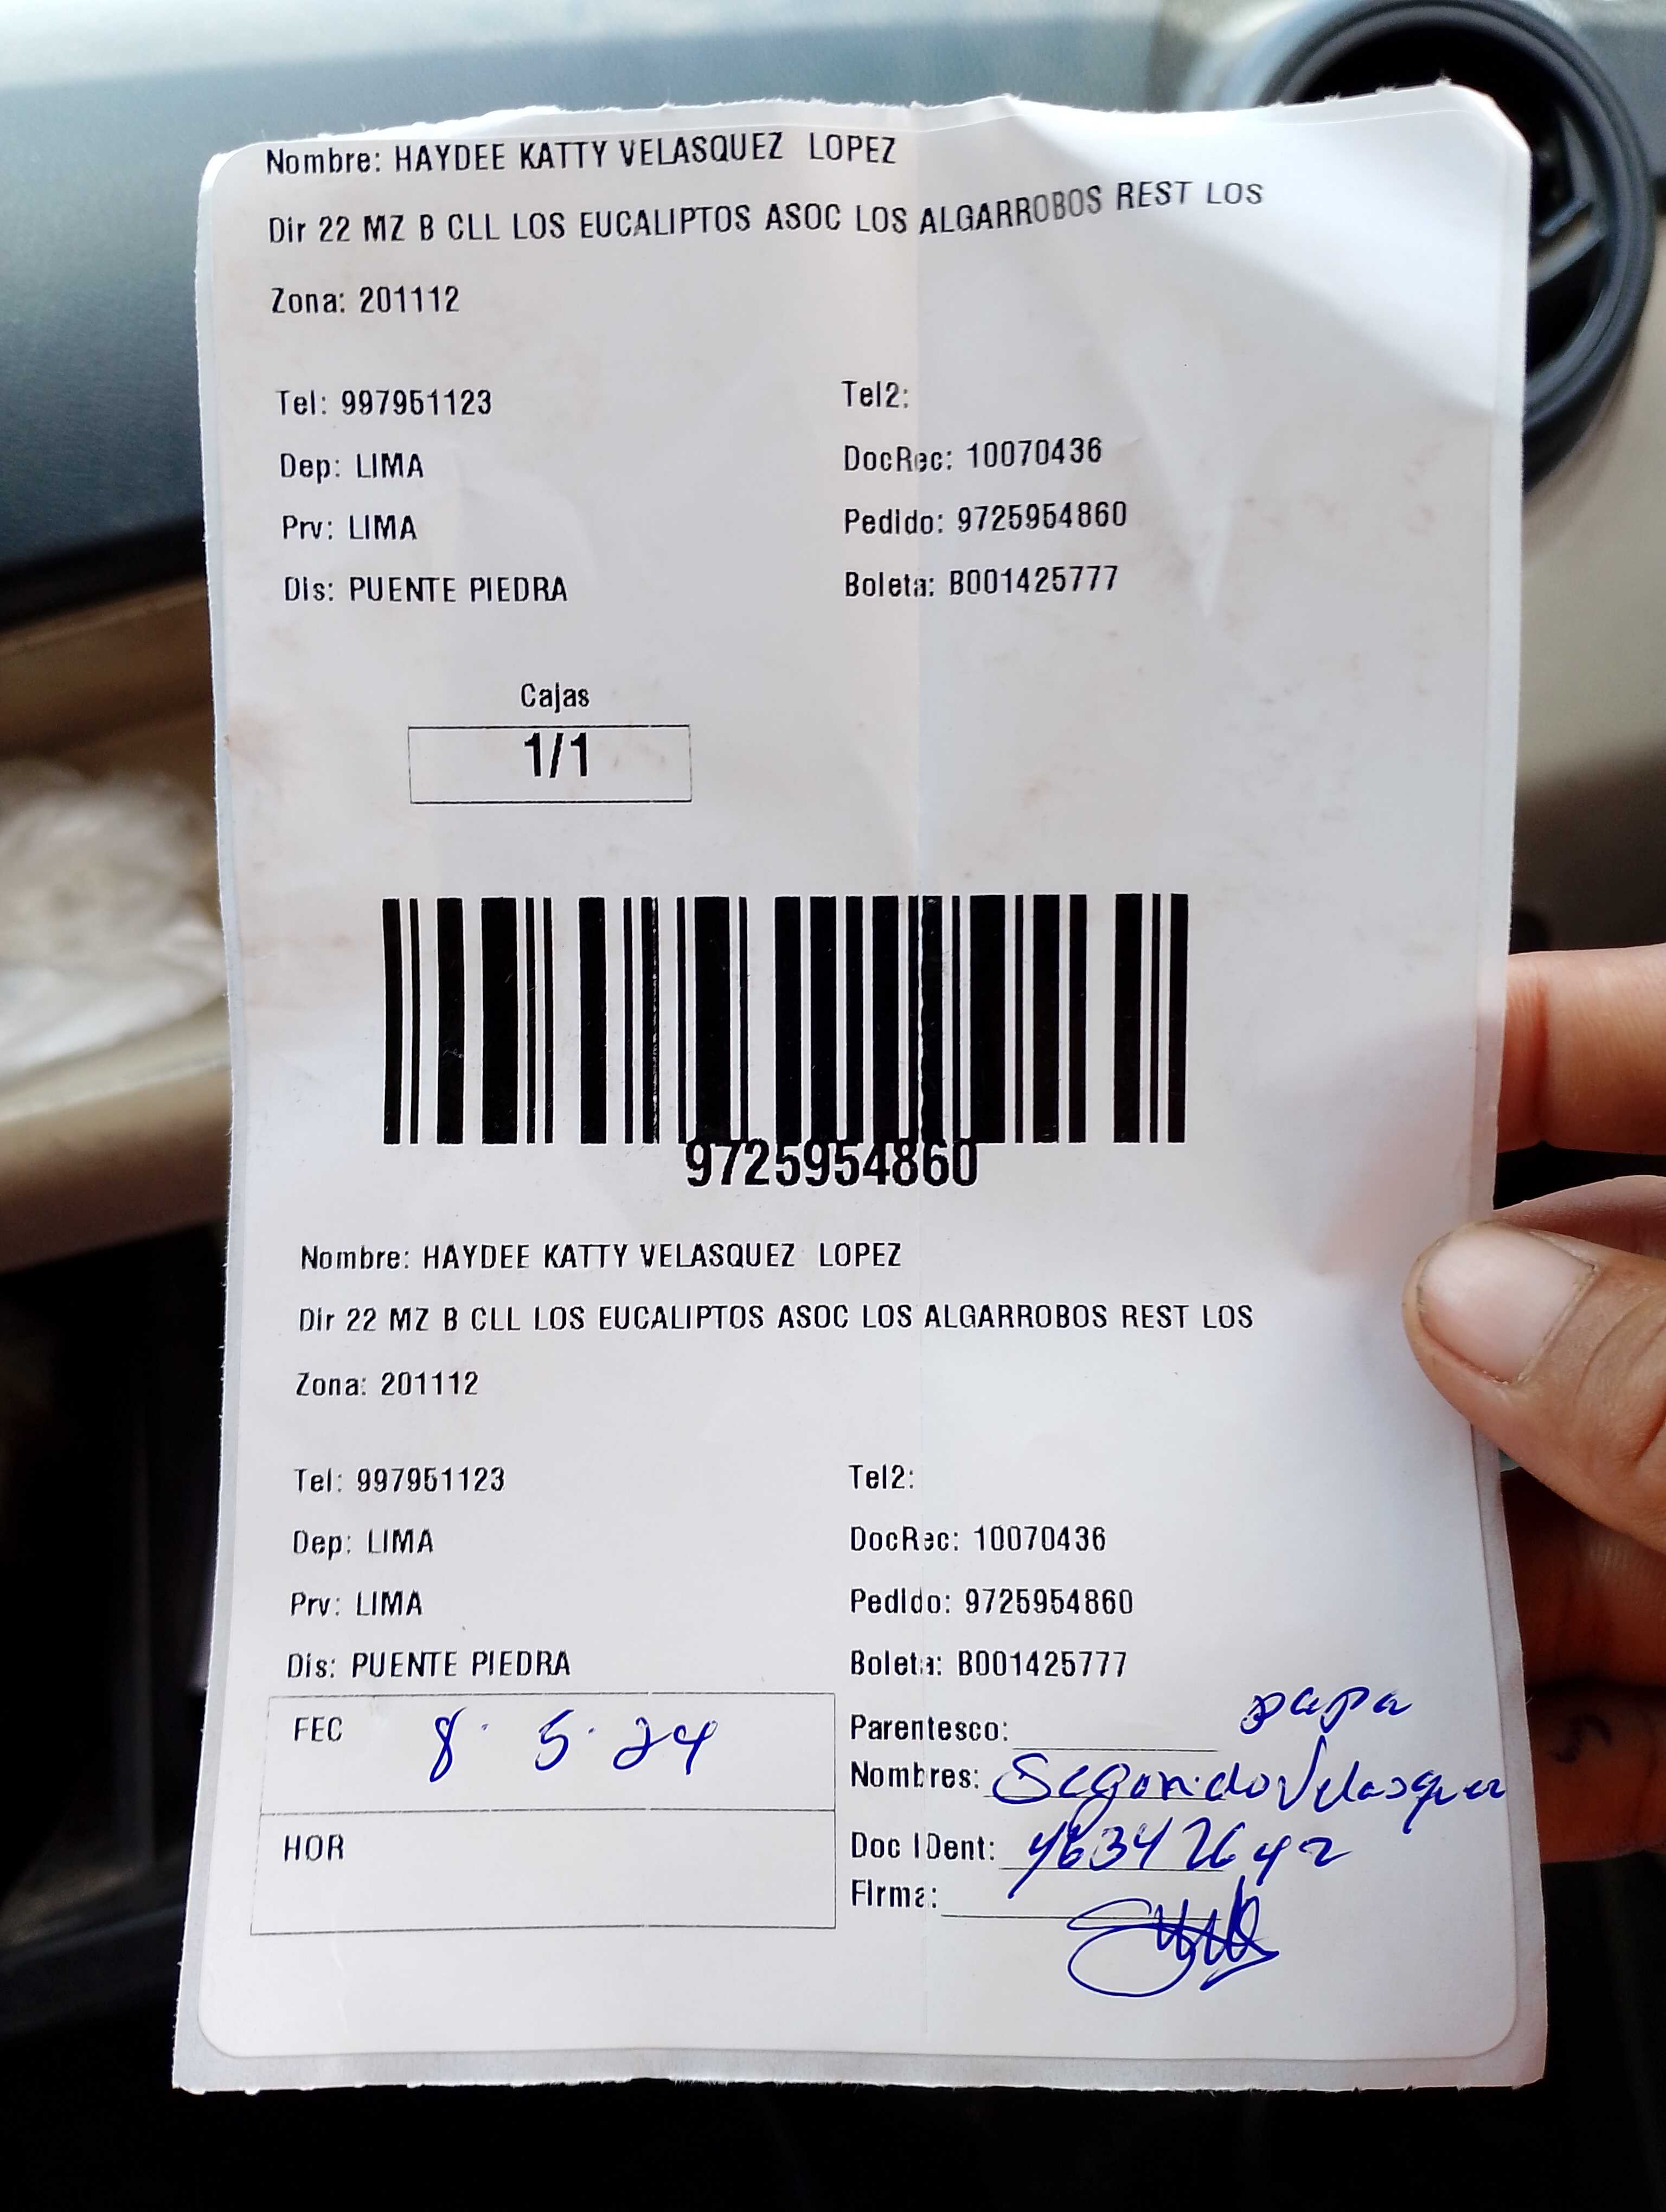 Nombre: HAYDEE KATTY VELASQUEZ LOPEZ
Dir 22 MZ B CLL LOS EUCALIPTOS ASOC LOS ALGARROBOS REST LOS
Zona: 201112
Tel: 997951123 Tel2:
Dep: LIMA DocRec: 10070436
Prv: LIMA Pedido: 9725954860
Dis: PUENTE PIEDRA Boleta: B001425777
Cajas
1/1
9725954860
Nombre: HAYDEE KATTY VELASQUEZ LOPEZ
Dir 22 MZ B CLL LOS EUCALIPTOS ASOC LOS ALGARROBOS REST LOS
Zona: 201112
Tel: 997951123 Tel2:
Dep: LIMA DocRec: 10070436
Prv: LIMA Pedido: 9725954860
Dis: PUENTE PIEDRA Boleta: B001425777
FEC 8 · 5 · 24
Parentesco: papa
Nombres: Segundo Velasquez
HOR
Doc IDent:
Firma: